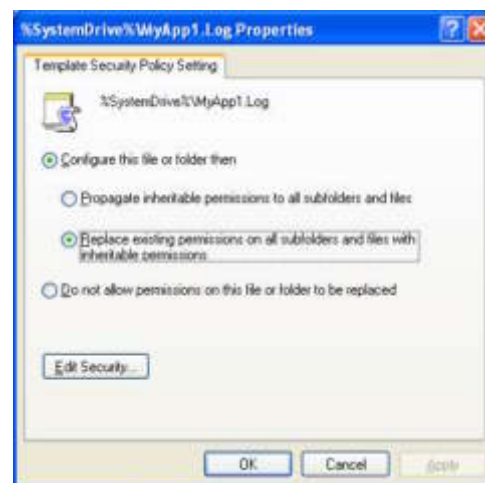 %SystemDrive%\MyApp1.Log Properties
Template Security Policy Setting
%SystemDrive%\MyApp1.Log
Configure this file or folder then
Propagate inheritable permissions to all subfolders and files
Replace existing permissions on all subfolders and files with
inheritable permissions
Do not allow permissions on this file or folder to be replaced
Edit Security...
OK Cancel Apply